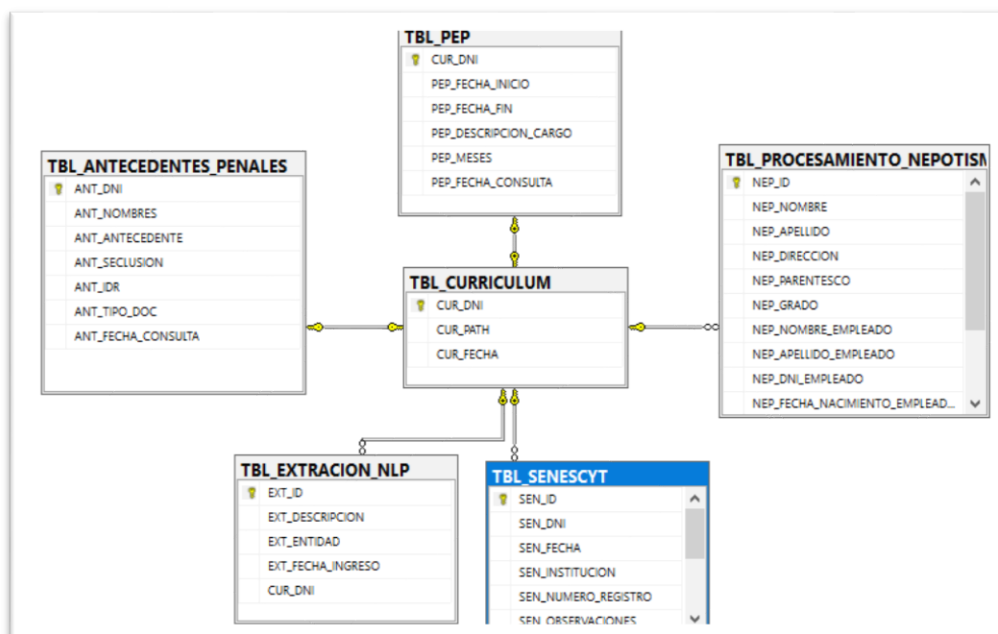 TBL_PEP
CUR_DNI
PEP_FECHA_INICIO
PEP_FECHA_FIN
PEP_DESCRIPCION_CARGO
PEP_MESES
PEP_FECHA_CONSULTA
TBL_ANTECEDENTES_PENALES
ANT_DNI
ANT_NOMBRES
ANT_ANTECEDENTE
ANT_SECLUSION
ANT_IDR
ANT_TIPO_DOC
ANT_FECHA_CONSULTA
TBL_PROCESAMIENTO_NEPOTISM
NEP_ID
NEP_NOMBRE
NEP_APELLIDO
NEP_DIRECCION
NEP_PARENTESCO
NEP_GRADO
NEP_NOMBRE_EMPLEADO
NEP_APELLIDO_EMPLEADO
NEP_DNI_EMPLEADO
NEP_FECHA_NACIMIENTO_EMPLEAD...
TBL_CURRICULUM
CUR_DNI
CUR_PATH
CUR_FECHA
TBL_EXTRACION_NLP
EXT_ID
EXT_DESCRIPCION
EXT_ENTIDAD
EXT_FECHA_INGRESO
CUR_DNI
TBL_SENESCYT
SEN_ID
SEN_DNI
SEN_FECHA
SEN_INSTITUCION
SEN_NUMERO_REGISTRO
SEN_OBSERVACIONES